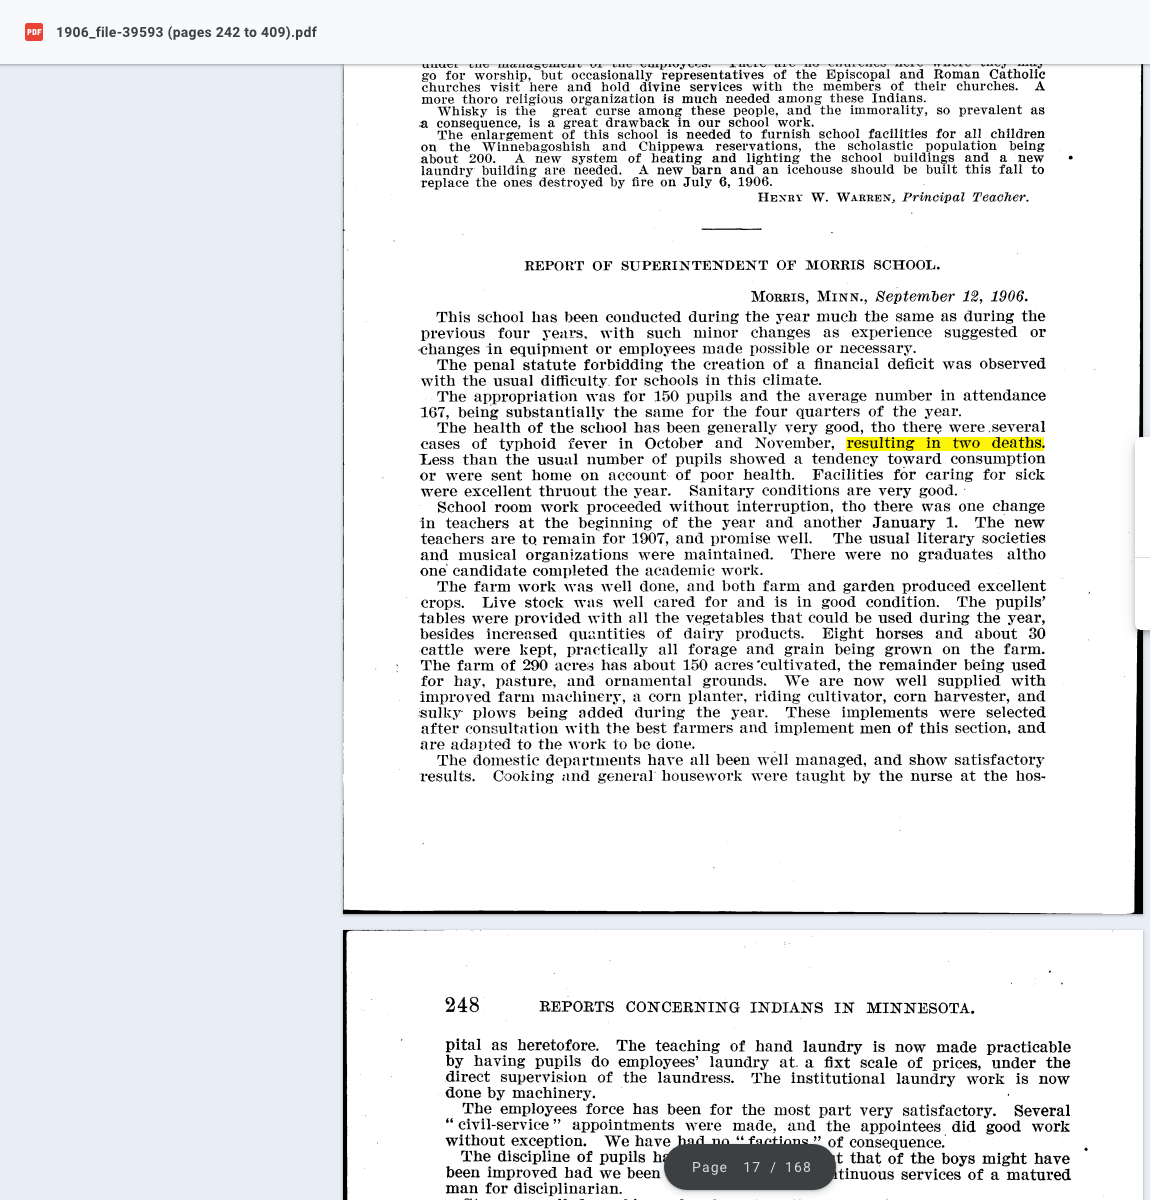 PDF 1906_file-39593 (pages 242 to 409).pdf
under the management of the employees. There are no churches here where they may
go for worship, but occasionally representatives of the Episcopal and Roman Catholic
churches visit here and hold divine services with the members of their churches. A
more thoro religious organization is much needed among these Indians.
Whisky is the great curse among these people, and the immorality, so prevalent as
a consequence, is a great drawback in our school work.
The enlargement of this school is needed to furnish school facilities for all children
on the Winnebagoshish and Chippewa reservations, the scholastic population being
about 200. A new system of heating and lighting the school buildings and a new
laundry building are needed. A new barn and an icehouse should be built this fall to
replace the ones destroyed by fire on July 6, 1906.
HENRY W. WARREN, Principal Teacher.
REPORT OF SUPERINTENDENT OF MORRIS SCHOOL.
MORRIS, MINN., September 12, 1906.
This school has been conducted during the year much the same as during the
previous four years, with such minor changes as experience suggested or
changes in equipment or employees made possible or necessary.
The penal statute forbidding the creation of a financial deficit was observed
with the usual difficulty for schools in this climate.
The appropriation was for 150 pupils and the average number in attendance
167, being substantially the same for the four quarters of the year.
The health of the school has been generally very good, tho there were several
cases of typhoid fever in October and November, resulting in two deaths.
Less than the usual number of pupils showed a tendency toward consumption
or were sent home on account of poor health. Facilities for caring for sick
were excellent thruout the year. Sanitary conditions are very good.
School room work proceeded without interruption, tho there was one change
in teachers at the beginning of the year and another January 1. The new
teachers are to remain for 1907, and promise well. The usual literary societies
and musical organizations were maintained. There were no graduates altho
one candidate completed the academic work.
The farm work was well done, and both farm and garden produced excellent
crops. Live stock was well cared for and is in good condition. The pupils'
tables were provided with all the vegetables that could be used during the year,
besides increased quantities of dairy products. Eight horses and about 30
cattle were kept, practically all forage and grain being grown on the farm.
The farm of 290 acres has about 150 acres cultivated, the remainder being used
for hay, pasture, and ornamental grounds. We are now well supplied with
improved farm machinery, a corn planter, riding cultivator, corn harvester, and
sulky plows being added during the year. These implements were selected
after consultation with the best farmers and implement men of this section, and
are adapted to the work to be done.
The domestic departments have all been well managed, and show satisfactory
results. Cooking and general housework were taught by the nurse at the hos-
248 REPORTS CONCERNING INDIANS IN MINNESOTA.
pital as heretofore. The teaching of hand laundry is now made practicable
by having pupils do employees' laundry at a fixt scale of prices, under the
direct supervision of the laundress. The institutional laundry work is now
done by machinery.
The employees force has been for the most part very satisfactory. Several
"civil-service" appointments were made, and the appointees did good work
without exception. We have had no "factions" of consequence.
The discipline of pupils ha t that of the boys might have
been improved had we been tinuous services of a matured
man for disciplinarian.
Page 17 / 168